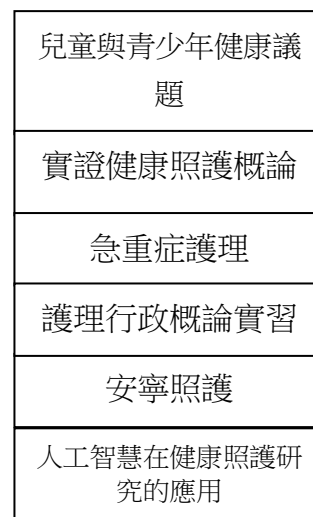 兒童與青少年健康議
題
實證健康照護概論
急重症護理
護理行政概論實習
安寧照護
人工智慧在健康照護研
究的應用